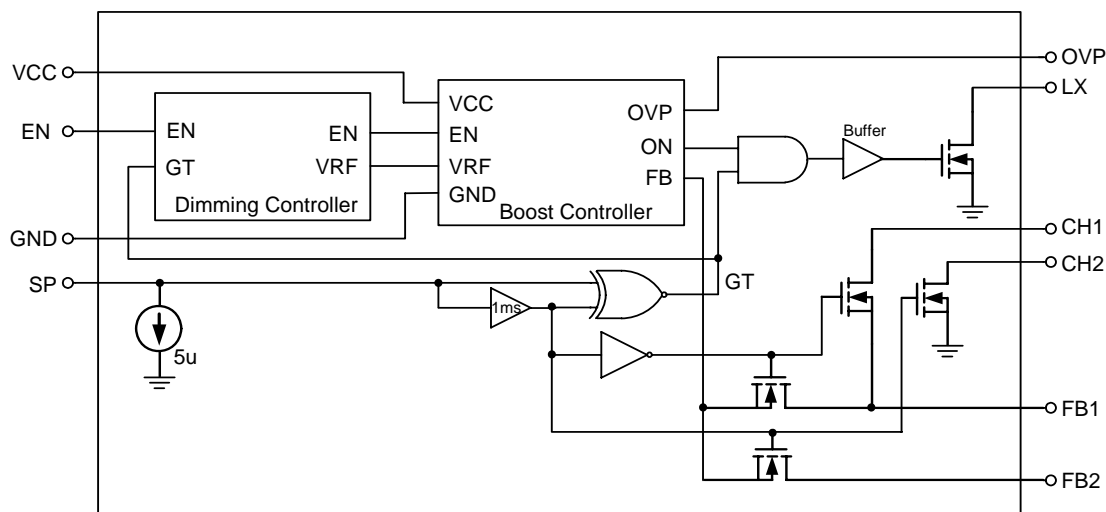 OVP
VCC
LX
VCC
OVP
Buffer
EN
EN
EN
EN
ON
GT
VRF
VRF
FB
GND
Dimming Controller
Boost Controller
GND
CH1
CH2
SP
GT
1ms
5u
FB1
FB2